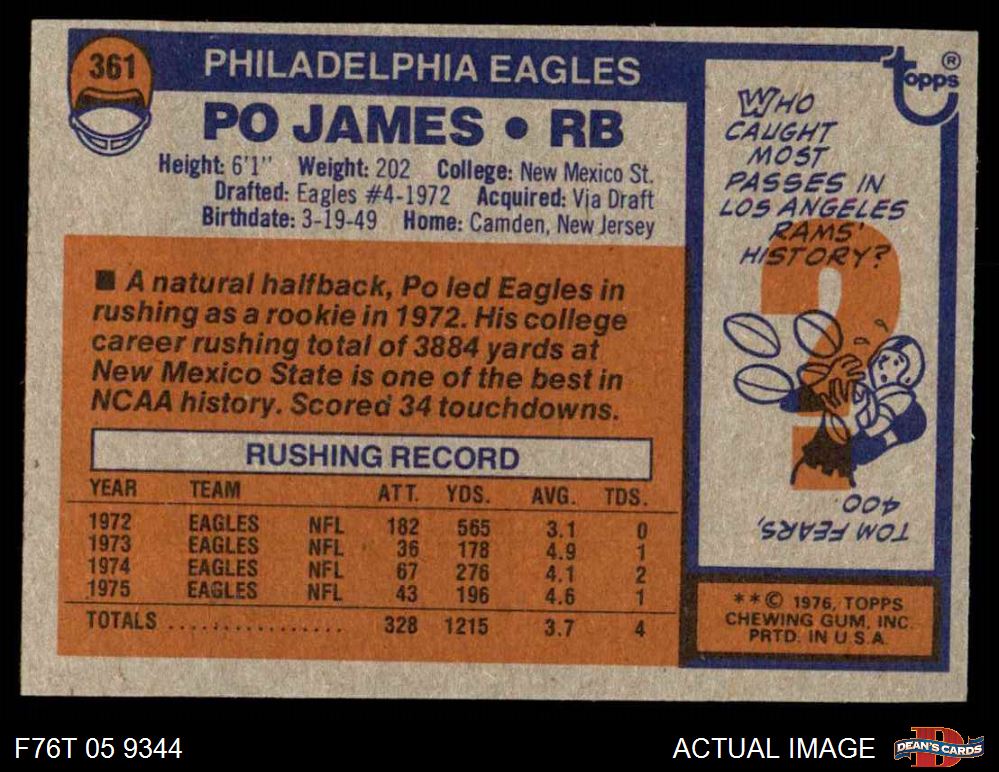 361
PHILADELPHIA EAGLES
PO JAMES • RB
Height: 6'1" Weight: 202 College: New Mexico St.
Drafted: Eagles #4-1972 Acquired: Via Draft
Birthdate: 3-19-49 Home: Camden, New Jersey
■ A natural halfback, Po led Eagles in
rushing as a rookie in 1972. His college
career rushing total of 3884 yards at
New Mexico State is one of the best in
NCAA history. Scored 34 touchdowns.
RUSHING RECORD
YEAR TEAM ATT. YDS. AVG. TDS.
1972 EAGLES NFL 182 565 3.1 0
1973 EAGLES NFL 36 178 4.9 1
1974 EAGLES NFL 67 276 4.1 2
1975 EAGLES NFL 43 196 4.6 1
TOTALS ................. 328 1215 3.7 4
topps ®
WHO
CAUGHT
MOST
PASSES IN
LOS ANGELES
RAMS'
HISTORY?
?
TOM FEARS,
400
**© 1976, TOPPS
CHEWING GUM, INC.
PRTD. IN U.S.A.
F76T 05 9344
ACTUAL IMAGE
D
DEAN'S CARDS